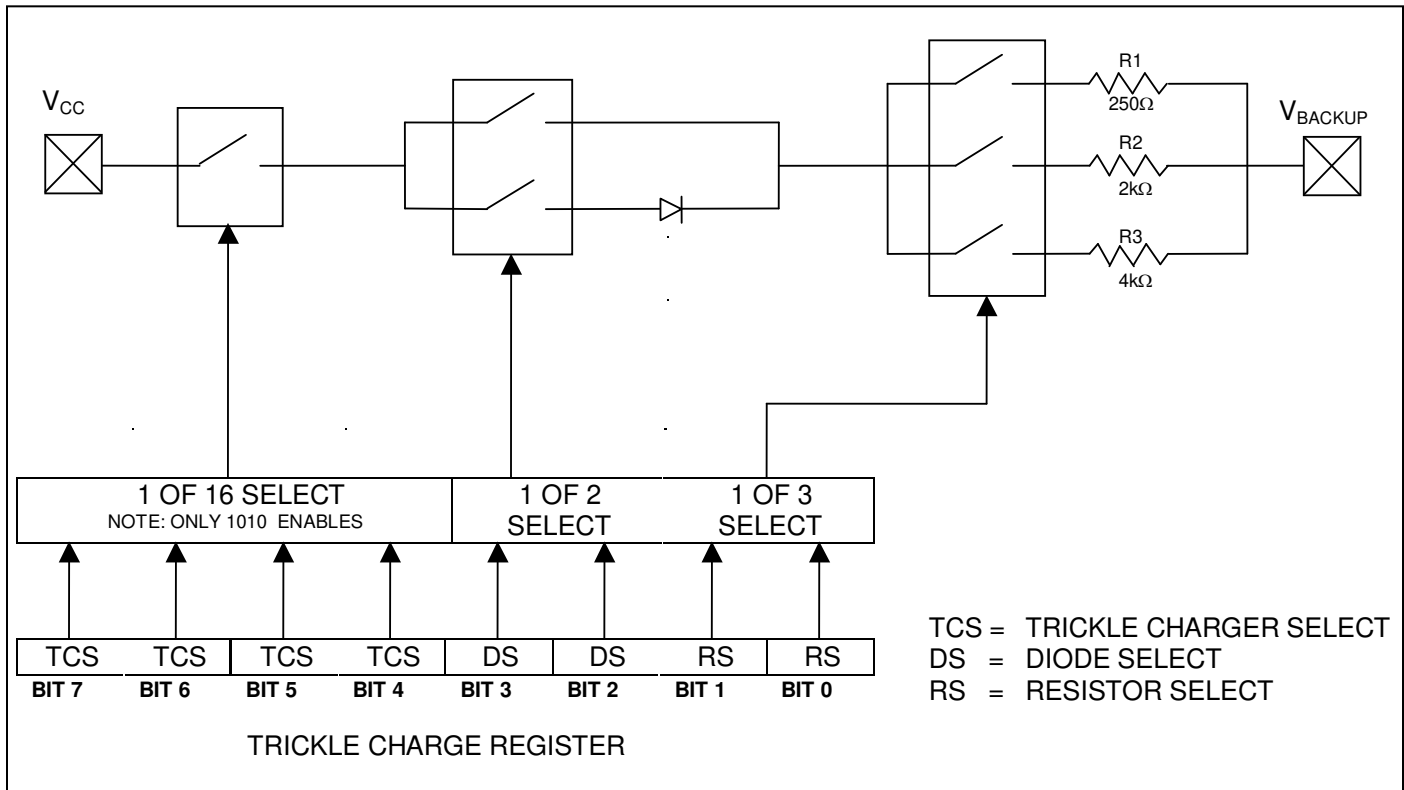 V_CC
R1
250Ω
V_BACKUP
R2
2kΩ
R3
4kΩ
1 OF 16 SELECT
NOTE: ONLY 1010 ENABLES
1 OF 2
SELECT
1 OF 3
SELECT
TCS TCS TCS TCS DS DS RS RS
BIT 7 BIT 6 BIT 5 BIT 4 BIT 3 BIT 2 BIT 1 BIT 0
TCS = TRICKLE CHARGER SELECT
DS = DIODE SELECT
RS = RESISTOR SELECT
TRICKLE CHARGE REGISTER